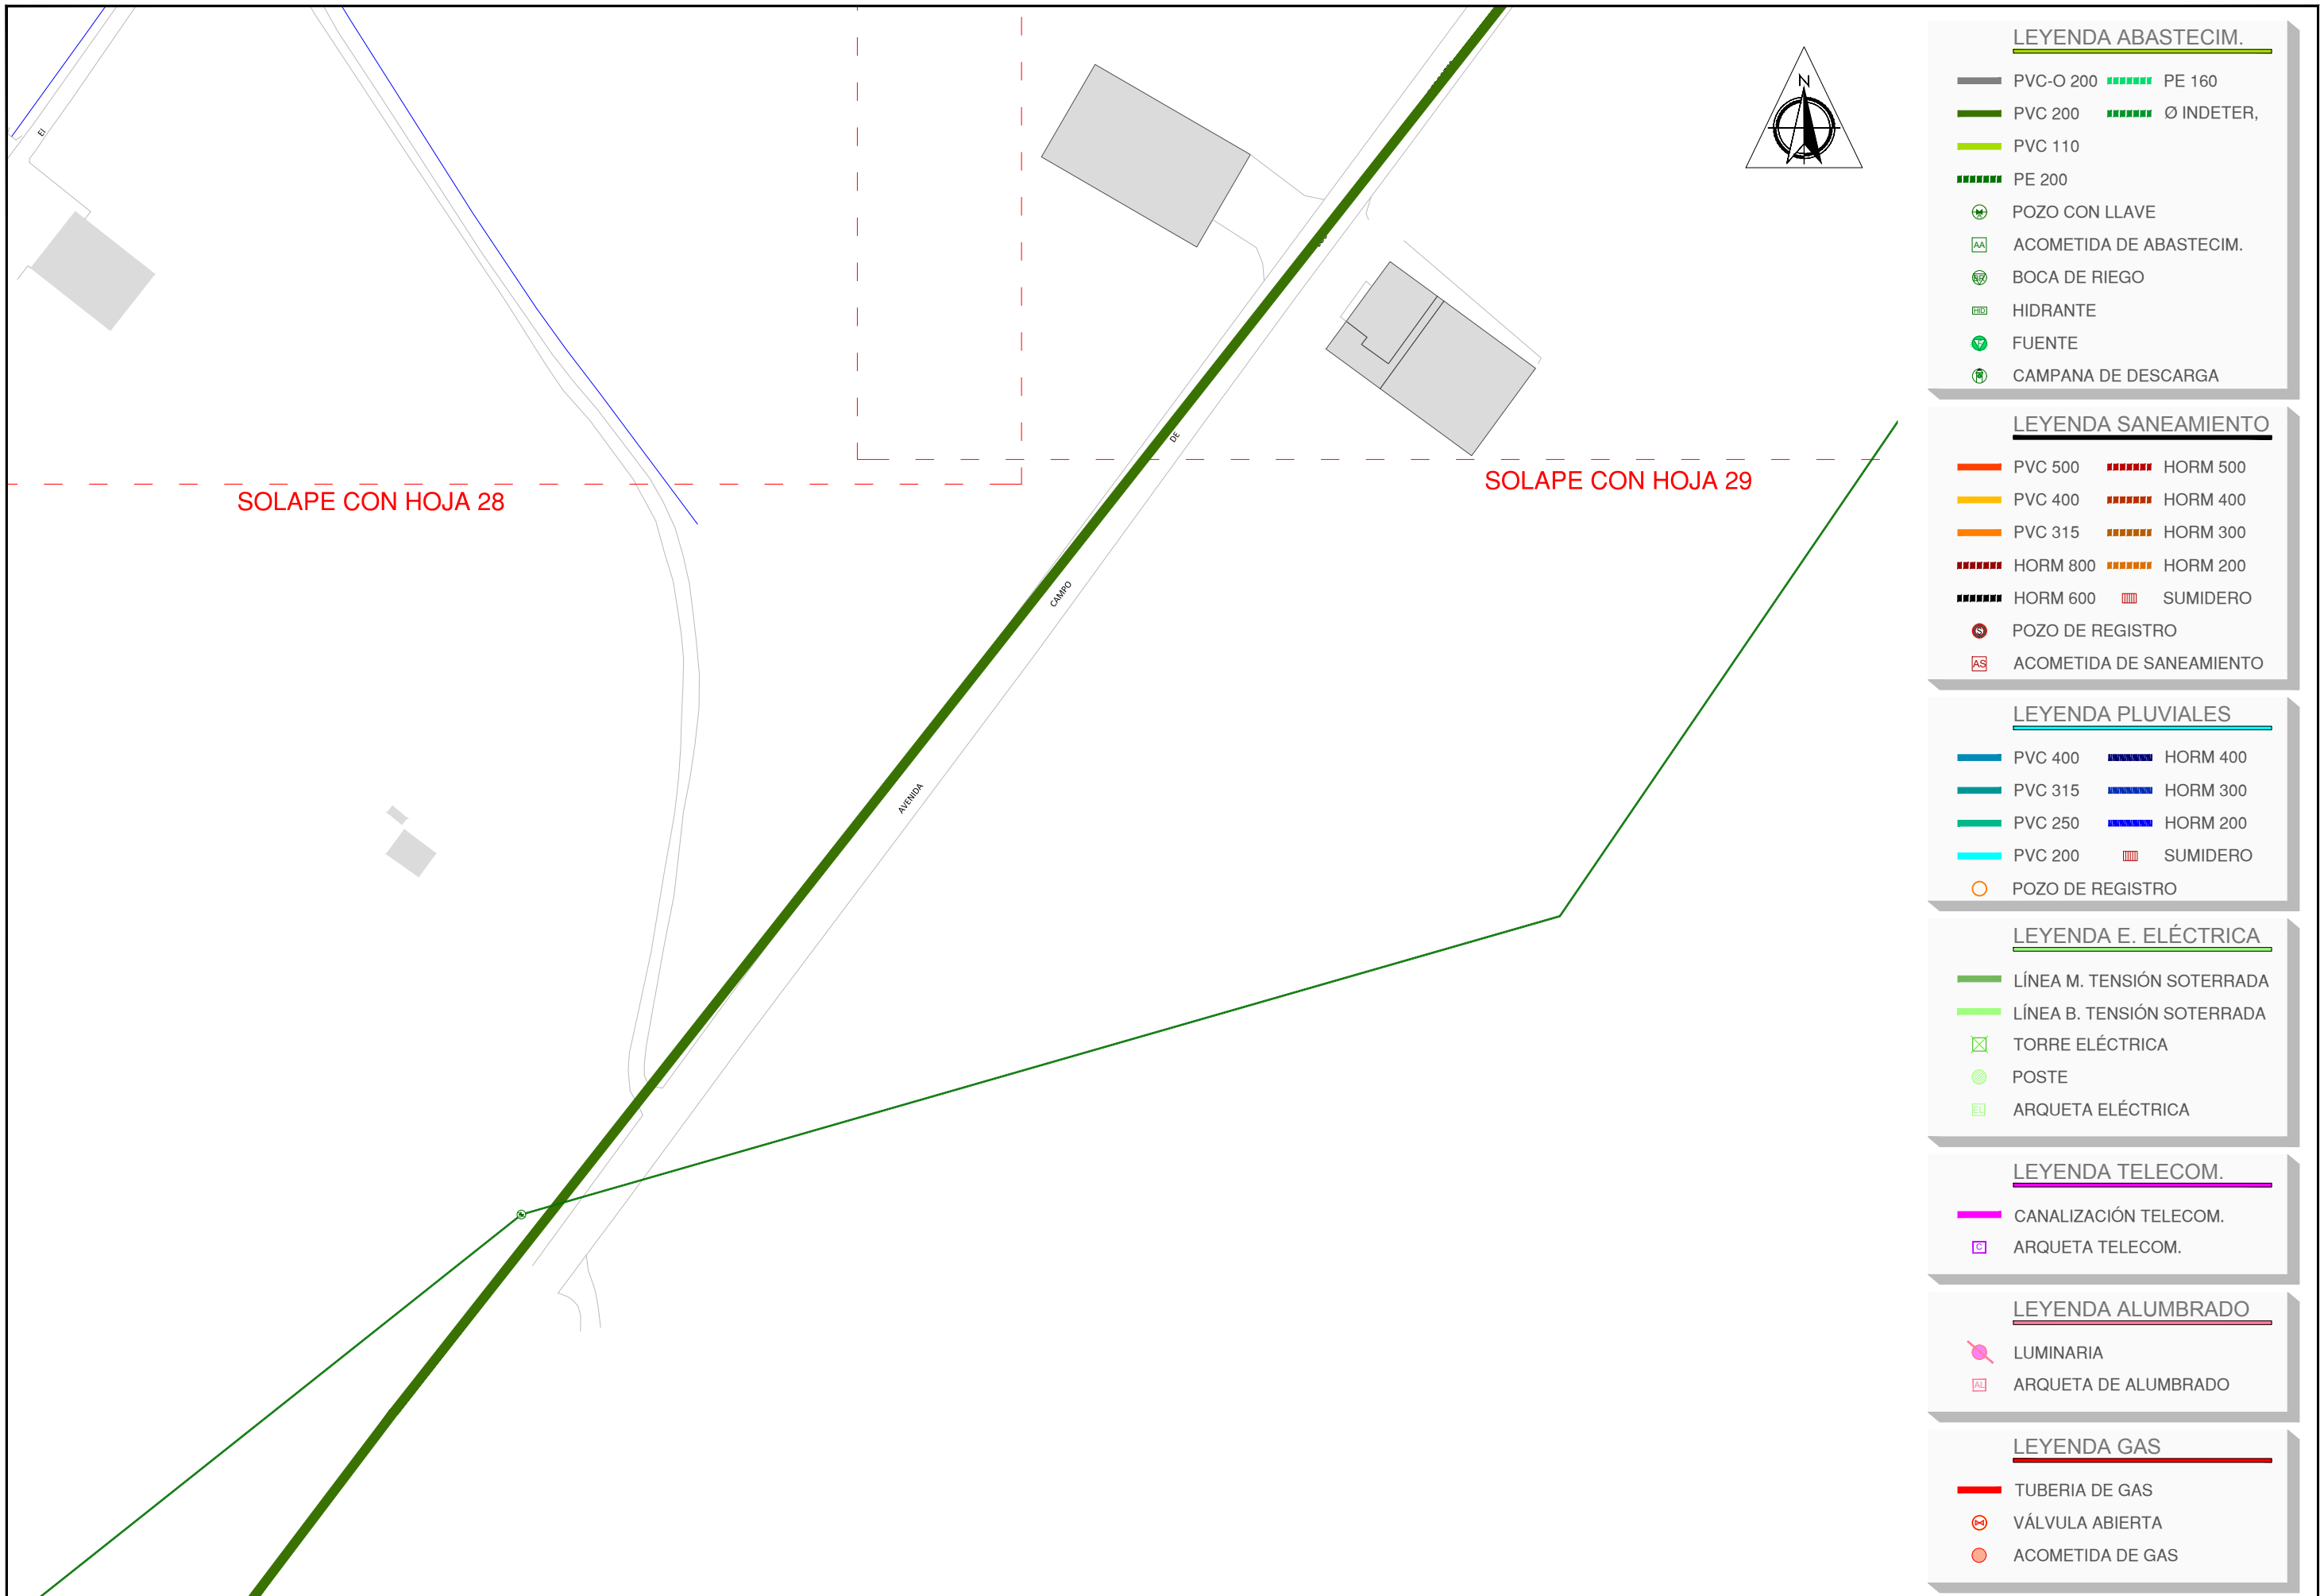 EI
N
DE
CAMPO
AVENIDA
SOLAPE CON HOJA 28
SOLAPE CON HOJA 29
LEYENDA ABASTECIM.
PVC-O 200 PE 160
PVC 200 Ø INDETER,
PVC 110
PE 200
POZO CON LLAVE
AA ACOMETIDA DE ABASTECIM.
BOCA DE RIEGO
HID HIDRANTE
FUENTE
CAMPANA DE DESCARGA
LEYENDA SANEAMIENTO
PVC 500 HORM 500
PVC 400 HORM 400
PVC 315 HORM 300
HORM 800 HORM 200
HORM 600 SUMIDERO
S POZO DE REGISTRO
AS ACOMETIDA DE SANEAMIENTO
LEYENDA PLUVIALES
PVC 400 HORM 400
PVC 315 HORM 300
PVC 250 HORM 200
PVC 200 SUMIDERO
POZO DE REGISTRO
LEYENDA E. ELÉCTRICA
LÍNEA M. TENSIÓN SOTERRADA
LÍNEA B. TENSIÓN SOTERRADA
TORRE ELÉCTRICA
POSTE
EL ARQUETA ELÉCTRICA
LEYENDA TELECOM.
CANALIZACIÓN TELECOM.
C ARQUETA TELECOM.
LEYENDA ALUMBRADO
LUMINARIA
AL ARQUETA DE ALUMBRADO
LEYENDA GAS
TUBERIA DE GAS
VÁLVULA ABIERTA
ACOMETIDA DE GAS